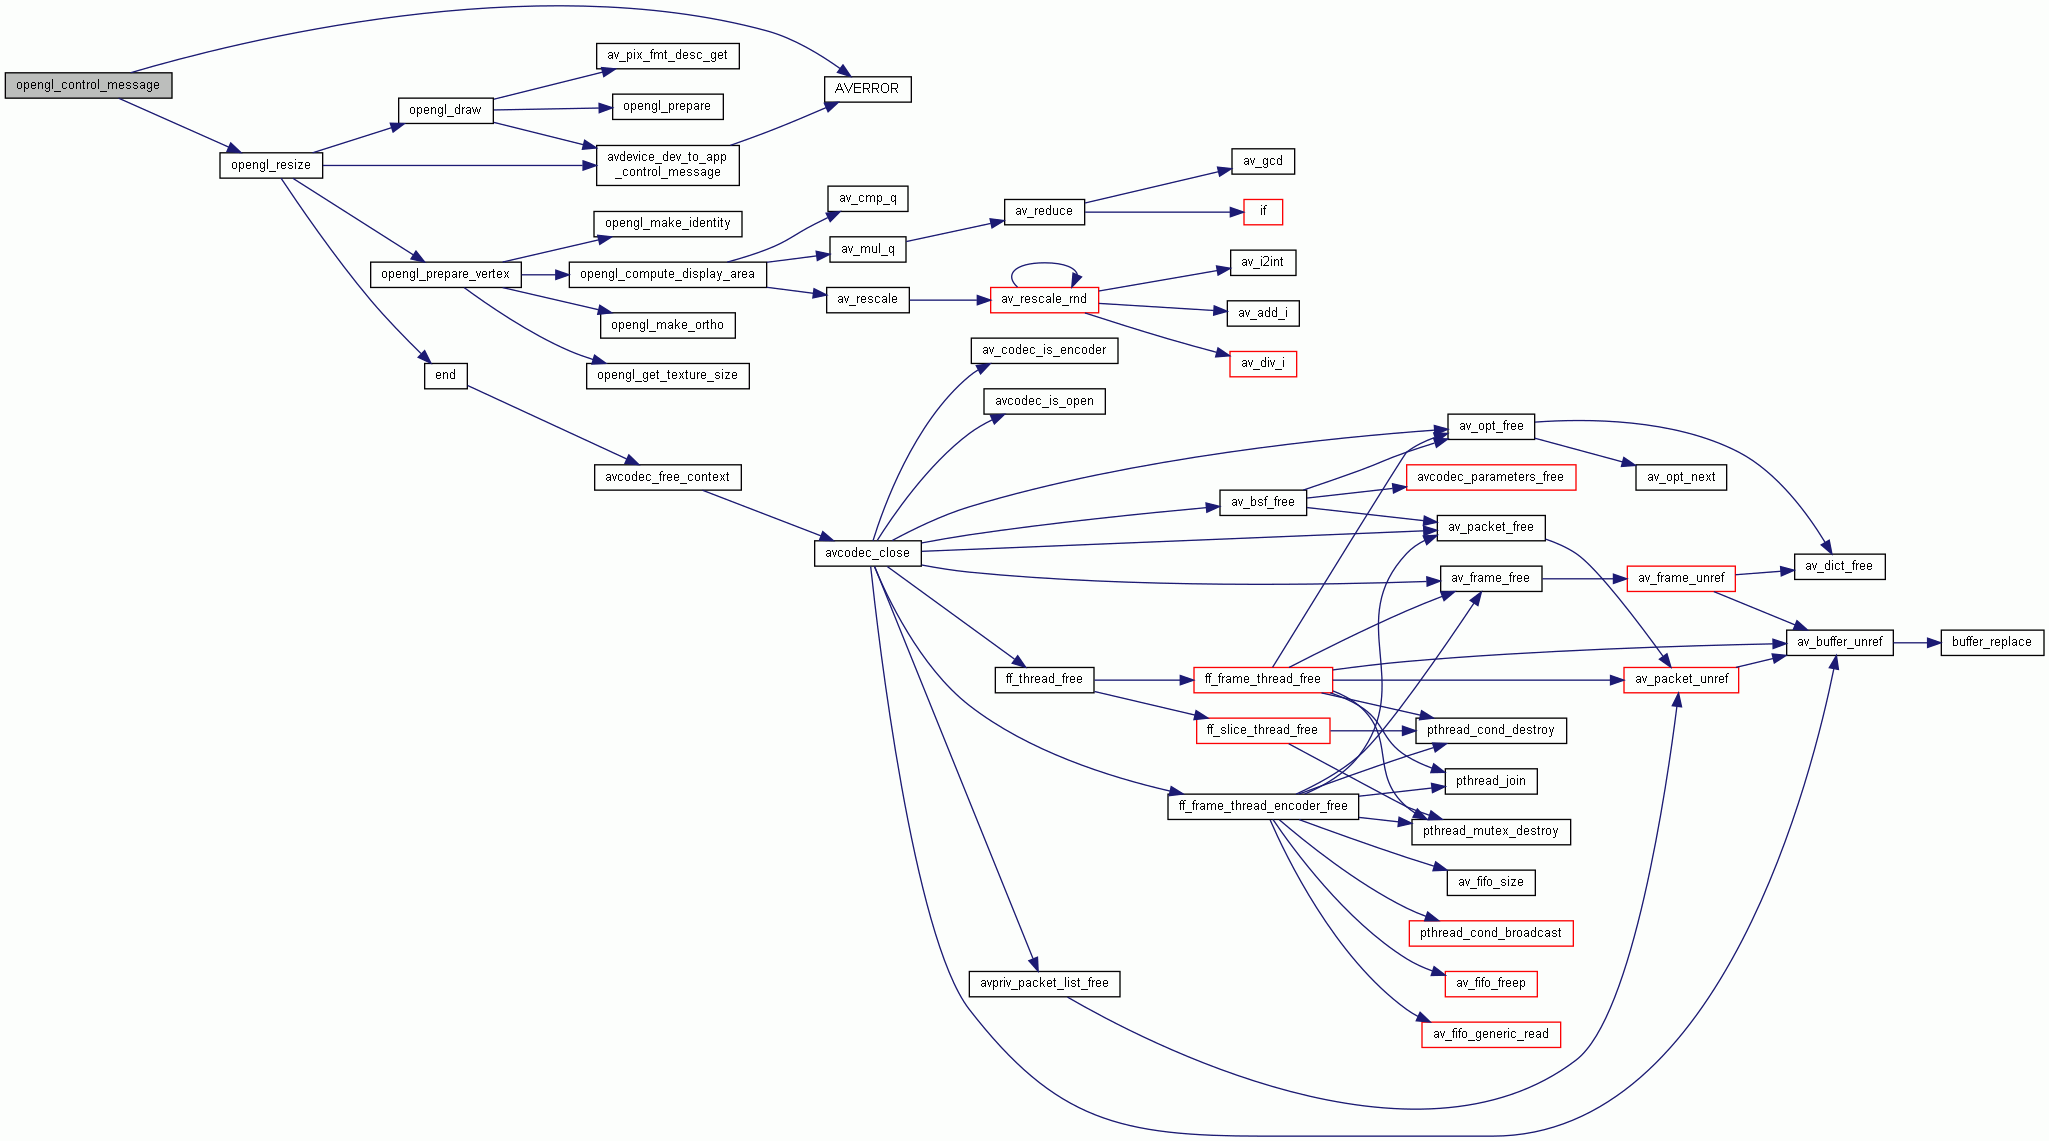 opengl_control_message
opengl_resize
opengl_draw
opengl_prepare_vertex
end
av_pix_fmt_desc_get
opengl_prepare
avdevice_dev_to_app
_control_message
opengl_make_identity
opengl_compute_display_area
opengl_make_ortho
opengl_get_texture_size
avcodec_free_context
AVERROR
av_cmp_q
av_mul_q
av_rescale
avcodec_close
av_reduce
av_rescale_rnd
av_codec_is_encoder
avcodec_is_open
ff_thread_free
avpriv_packet_list_free
av_gcd
if
av_i2int
av_add_i
av_div_i
av_bsf_free
ff_frame_thread_free
ff_slice_thread_free
ff_frame_thread_encoder_free
av_opt_free
avcodec_parameters_free
av_packet_free
av_frame_free
pthread_cond_destroy
pthread_join
pthread_mutex_destroy
av_fifo_size
pthread_cond_broadcast
av_fifo_freep
av_fifo_generic_read
av_opt_next
av_frame_unref
av_packet_unref
av_dict_free
av_buffer_unref
buffer_replace